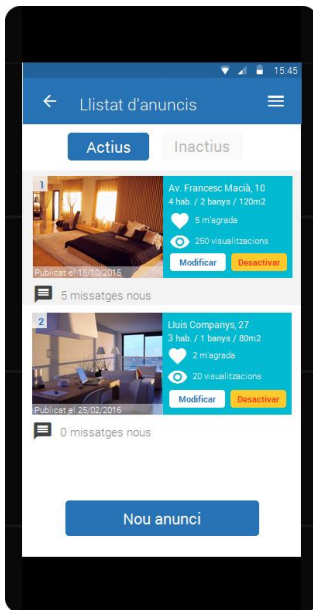 15:45
Llistat d'anuncis
Actius
Inactius
1
Av. Francesc Macià, 10
4 hab. / 2 banys / 120m2
5 m'agrada
250 visualitzacions
Modificar
Desactivar
Publicat el 15/10/2016
5 missatges nous
2
Lluis Companys, 27
3 hab. / 1 banys / 80m2
2 m'agrada
20 visualitzacions
Modificar
Desactivar
Publicat el 25/02/2016
0 missatges nous
Nou anunci